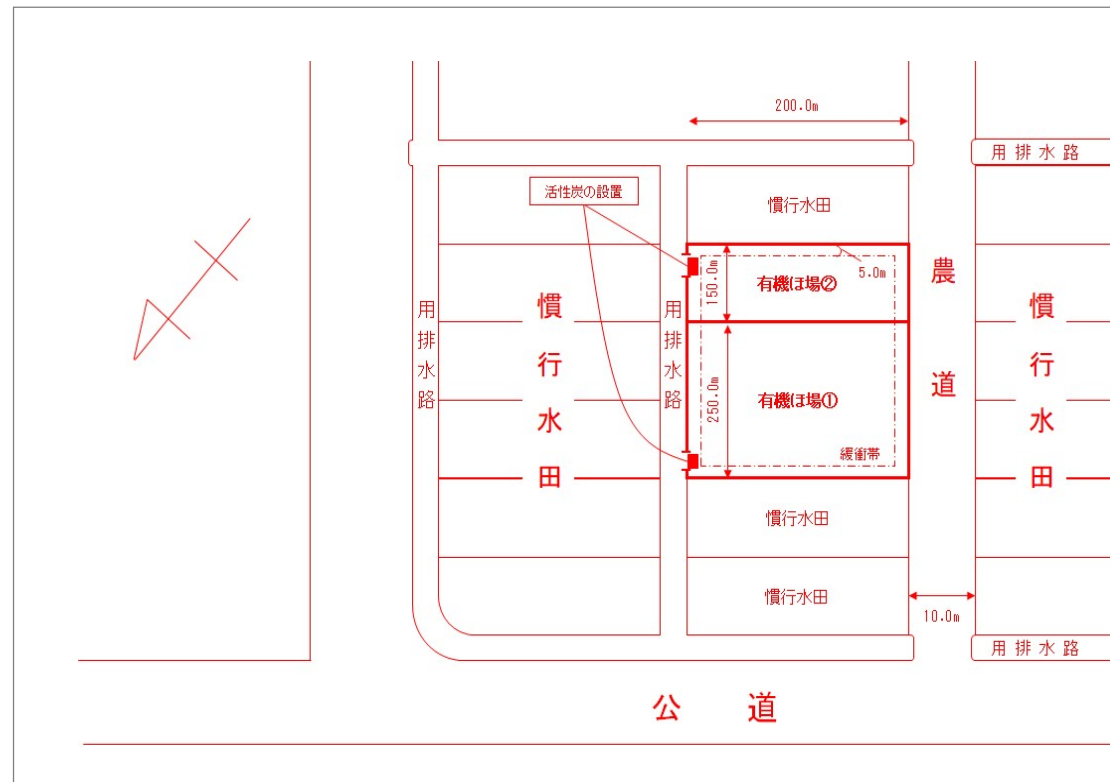 200.0m
用排水路
活性炭の設置
慣行水田
5.0m
150.0m
有機ほ場②
農道
用排水路
慣行水田
用排水路
慣行水田
250.0m
有機ほ場①
緩衝帯
慣行水田
慣行水田
10.0m
用排水路
公道